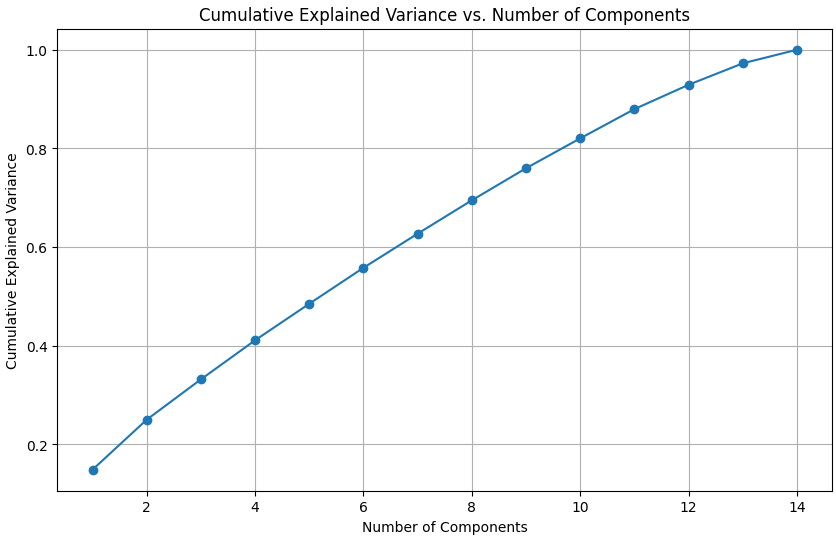 Cumulative Explained Variance vs. Number of Components
Cumulative Explained Variance
1.0
0.8
0.6
0.4
0.2
2 4 6 8 10 12 14
Number of Components